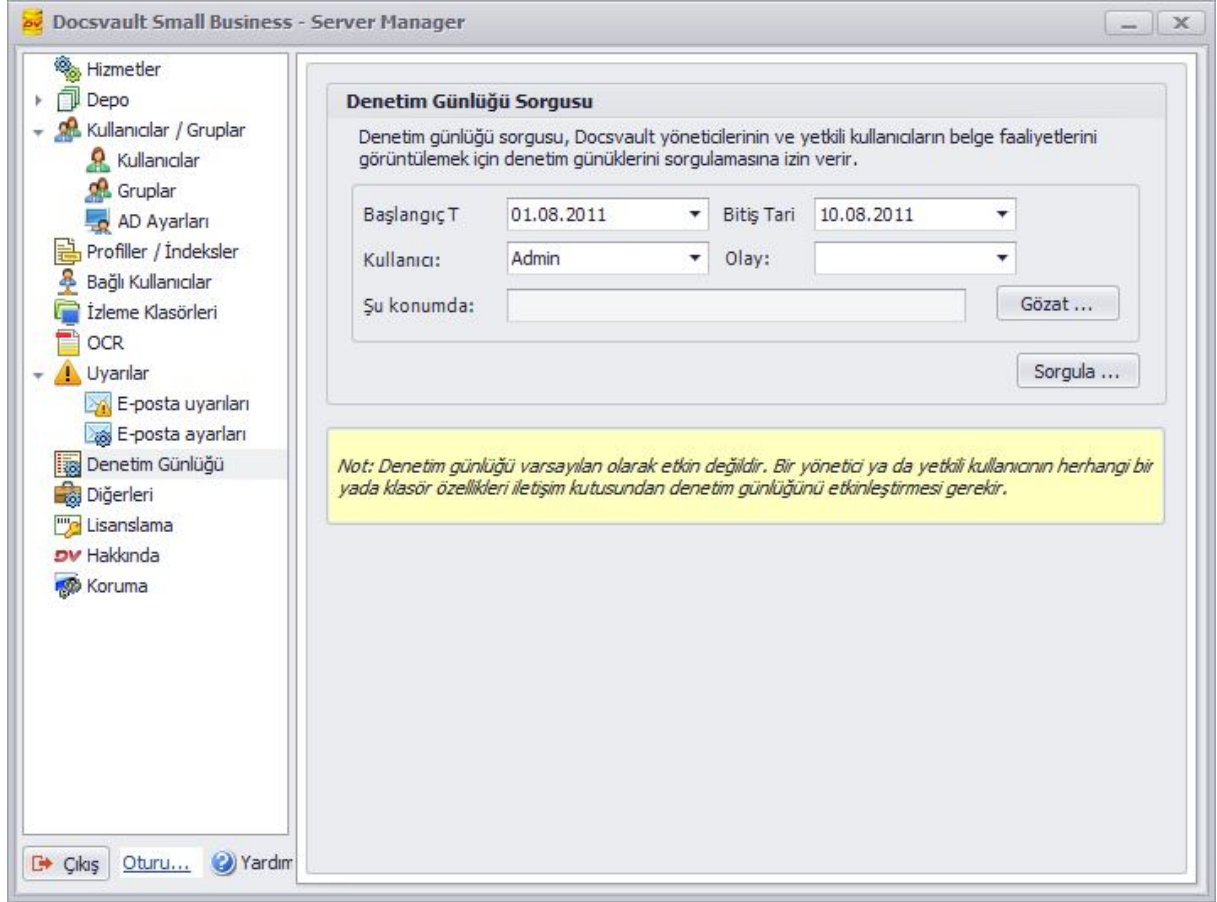 Docsvault Small Business - Server Manager
Hizmetler
Depo
Kullanıcılar / Gruplar
Kullanıcılar
Gruplar
AD Ayarları
Profiller / İndeksler
Bağlı Kullanıcılar
İzleme Klasörleri
OCR
Uyarılar
E-posta uyarıları
E-posta ayarları
Denetim Günlüğü
Diğerleri
Lisanslama
DV Hakkında
Koruma
Çıkış Oturu... Yardım
Denetim Günlüğü Sorgusu
Denetim günlüğü sorgusu, Docsvault yöneticilerinin ve yetkili kullanıcıların belge faaliyetlerini
görüntülemek için denetim günüklerini sorgulamasına izin verir.
Başlangıç T 01.08.2011 Bitiş Tari 10.08.2011
Kullanıcı: Admin Olay:
Şu konumda: Gözat ...
Sorgula ...
Not: Denetim günlüğü varsayılan olarak etkin değildir. Bir yönetici ya da yetkili kullanıcının herhangi bir
yada klasör özellikleri iletişim kutusundan denetim günlüğünü etkinleştirmesi gerekir.